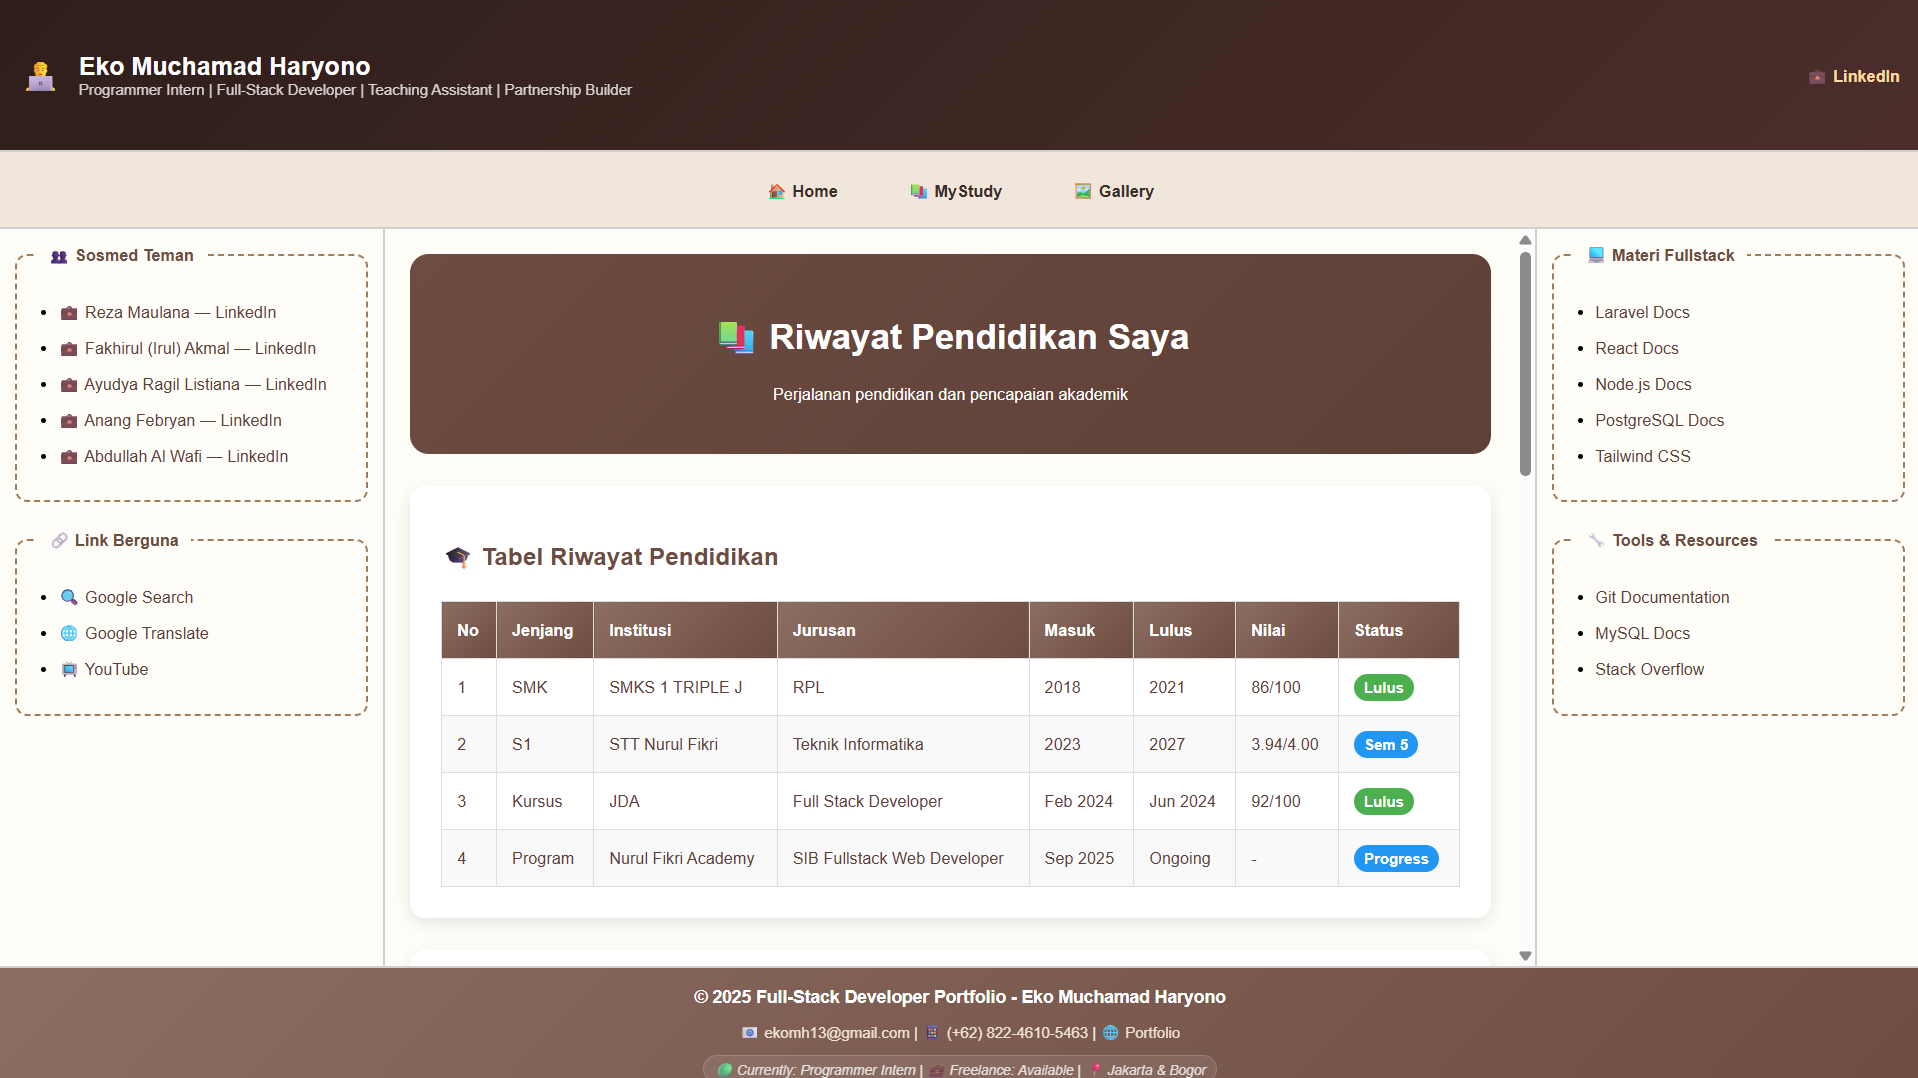 Eko Muchamad Haryono
Programmer Intern | Full-Stack Developer | Teaching Assistant | Partnership Builder
LinkedIn
Home
MyStudy
Gallery
Sosmed Teman
Reza Maulana — LinkedIn
Fakhirul (Irul) Akmal — LinkedIn
Ayudya Ragil Listiana — LinkedIn
Anang Febryan — LinkedIn
Abdullah Al Wafi — LinkedIn
Link Berguna
Google Search
Google Translate
YouTube
Riwayat Pendidikan Saya
Perjalanan pendidikan dan pencapaian akademik
Tabel Riwayat Pendidikan
No Jenjang Institusi Jurusan Masuk Lulus Nilai Status
1 SMK SMKS 1 TRIPLE J RPL 2018 2021 86/100 Lulus
2 S1 STT Nurul Fikri Teknik Informatika 2023 2027 3.94/4.00 Sem 5
3 Kursus JDA Full Stack Developer Feb 2024 Jun 2024 92/100 Lulus
4 Program Nurul Fikri Academy SIB Fullstack Web Developer Sep 2025 Ongoing - Progress
Materi Fullstack
Laravel Docs
React Docs
Node.js Docs
PostgreSQL Docs
Tailwind CSS
Tools & Resources
Git Documentation
MySQL Docs
Stack Overflow
© 2025 Full-Stack Developer Portfolio - Eko Muchamad Haryono
ekomh13@gmail.com | (+62) 822-4610-5463 | Portfolio
Currently: Programmer Intern | Freelance: Available | Jakarta & Bogor